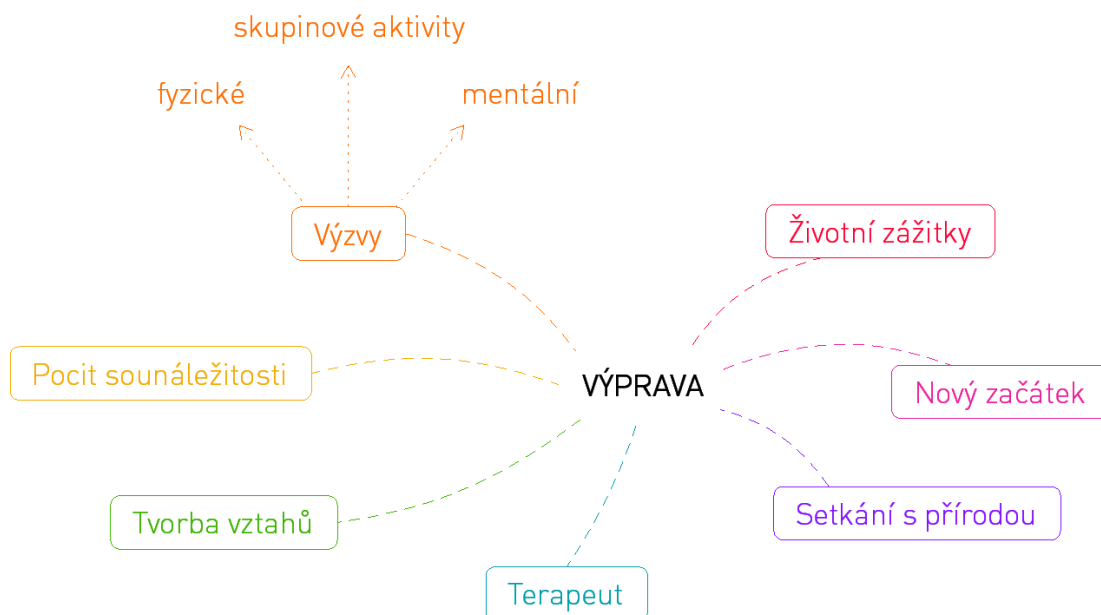 skupinové aktivity
fyzické
mentální
Výzvy
Životní zážitky
Pocit sounáležitosti
VÝPRAVA
Nový začátek
Tvorba vztahů
Setkání s přírodou
Terapeut